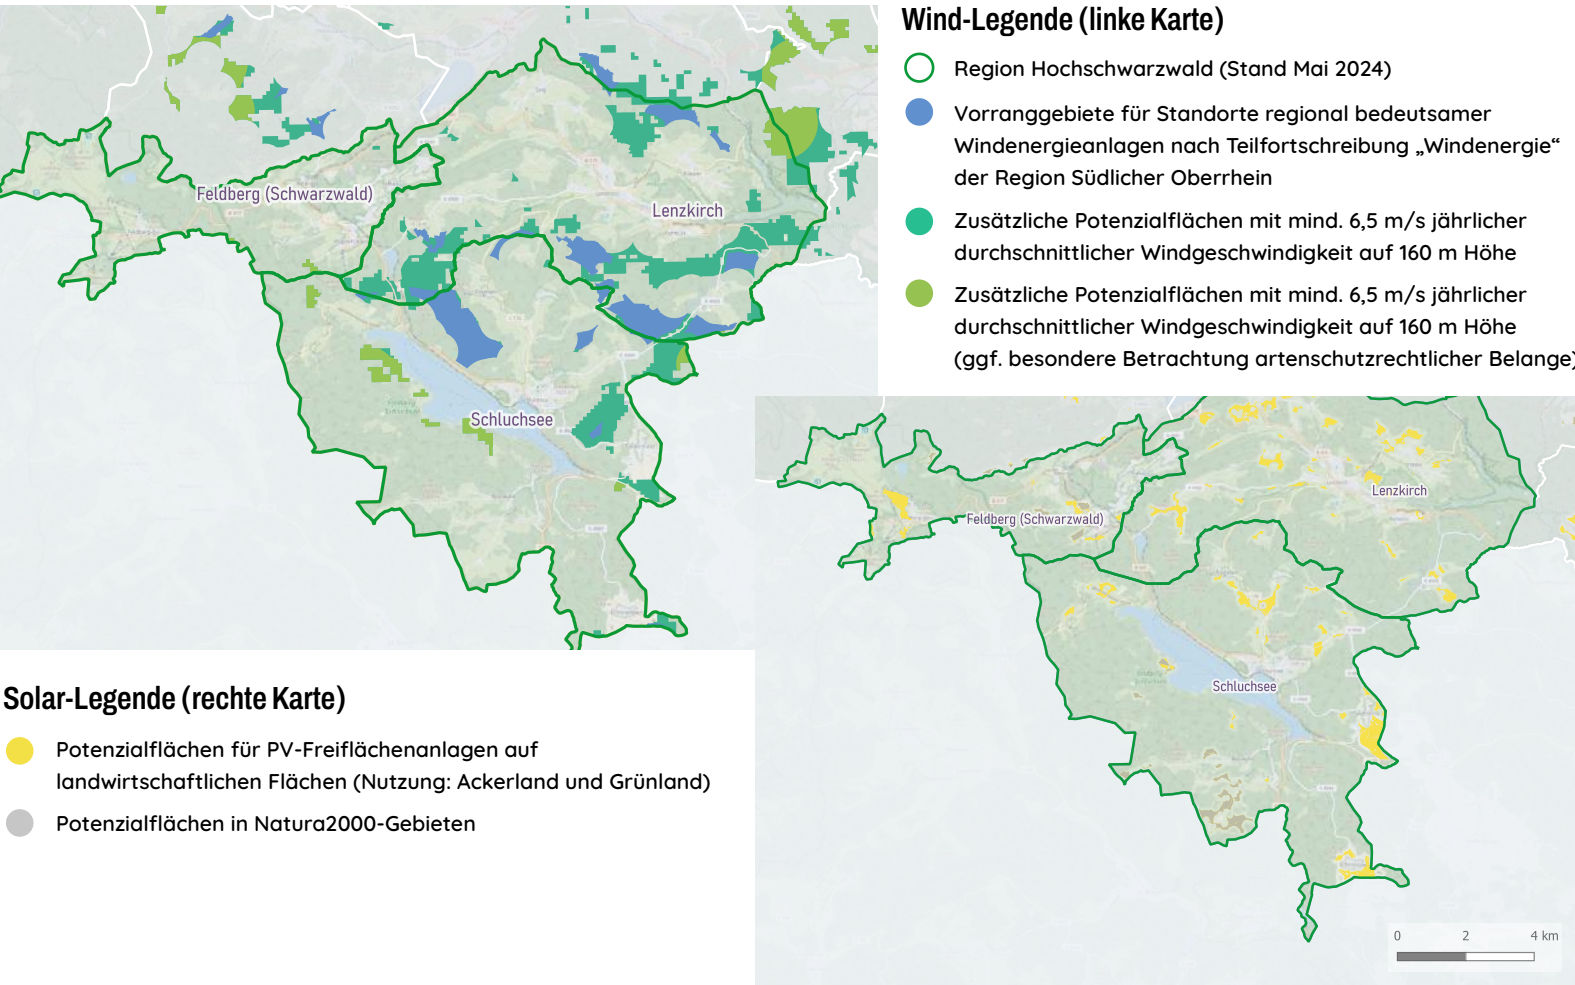 Wind-Legende (linke Karte)
Region Hochschwarzwald (Stand Mai 2024)
Vorranggebiete für Standorte regional bedeutsamer
Windenergieanlagen nach Teilfortschreibung „Windenergie“
der Region Südlicher Oberrhein
Zusätzliche Potenzialflächen mit mind. 6,5 m/s jährlicher
durchschnittlicher Windgeschwindigkeit auf 160 m Höhe
Zusätzliche Potenzialflächen mit mind. 6,5 m/s jährlicher
durchschnittlicher Windgeschwindigkeit auf 160 m Höhe
(ggf. besondere Betrachtung artenschutzrechtlicher Belange)
Feldberg (Schwarzwald)
Lenzkirch
Schluchsee
Lenzkirch
Feldberg (Schwarzwald)
Schluchsee
0 2 4 km
Solar-Legende (rechte Karte)
Potenzialflächen für PV-Freiflächenanlagen auf
landwirtschaftlichen Flächen (Nutzung: Ackerland und Grünland)
Potenzialflächen in Natura2000-Gebieten